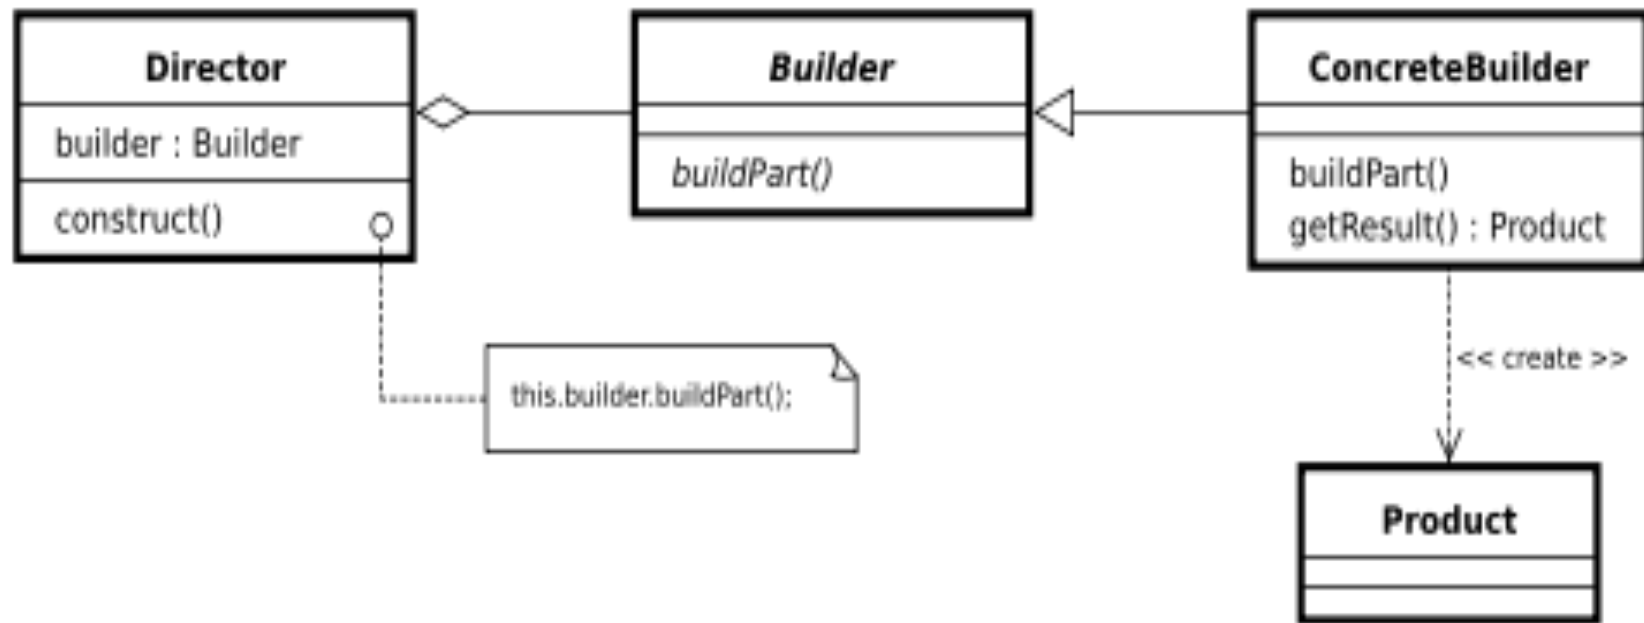 Director
builder : Builder
construct()
this.builder.buildPart();
Builder
buildPart()
ConcreteBuilder
buildPart()
getResult() : Product
<< create >>
Product